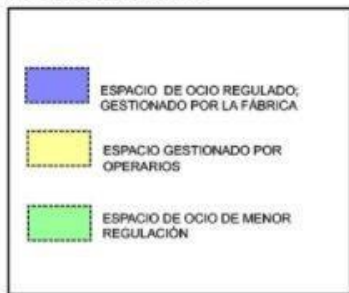 ESPACIO DE OCIO REGULADO;
GESTIONADO POR LA FÁBRICA
ESPACIO GESTIONADO POR
OPERARIOS
ESPACIO DE OCIO DE MENOR
REGULACIÓN